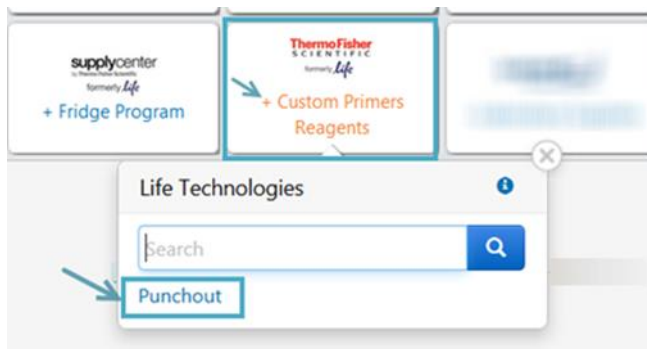 supplycenter
by Thermo Fisher Scientific
formerly life
+ Fridge Program
ThermoFisher
SCIENTIFIC
formerly life
+ Custom Primers
Reagents
Life Technologies
Search
Punchout